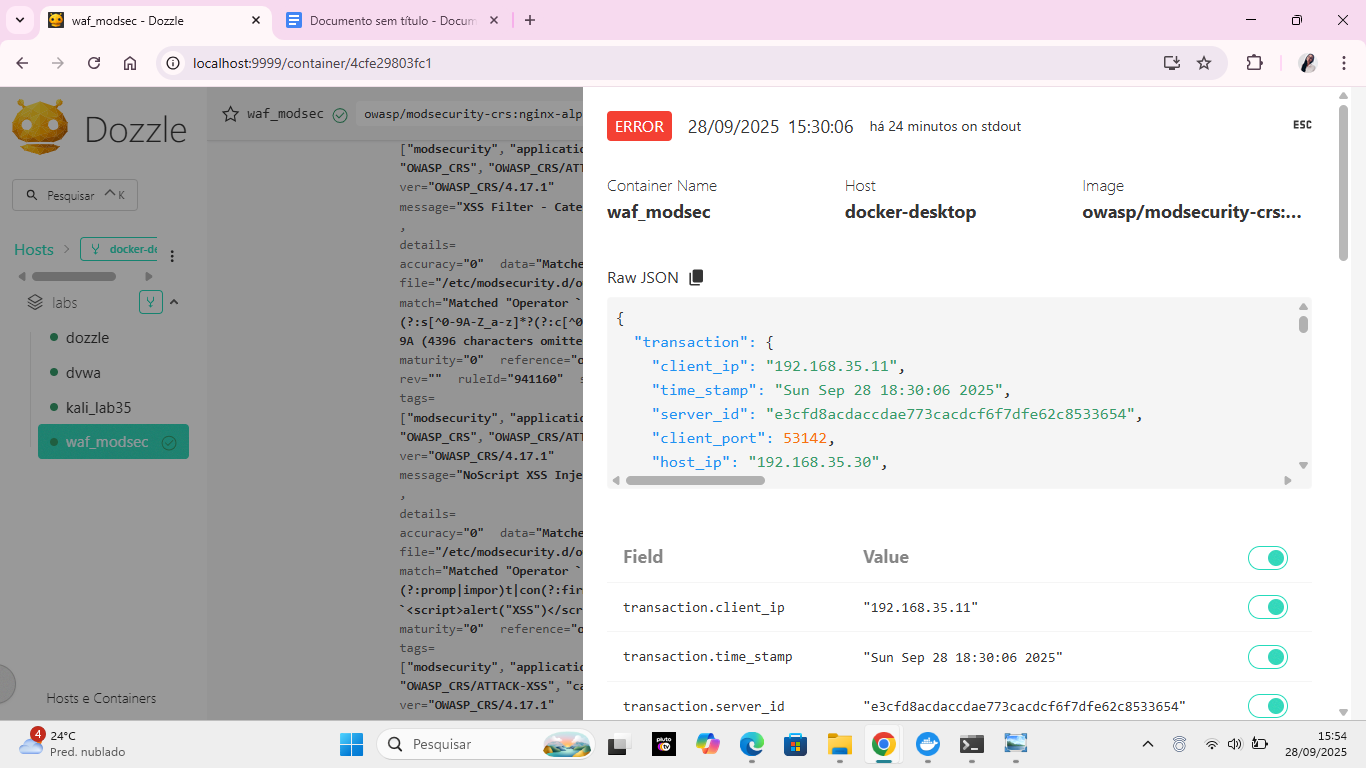 waf_modsec - Dozzle
Documento sem título - Docum
localhost:9999/container/4cfe29803fc1
Dozzle
Pesquisar ^ K
Hosts
docker-de
labs
dozzle
dvwa
kali_lab35
waf_modsec
Hosts e Containers
waf_modsec
owasp/modsecurity-crs:nginx-alp
["modsecurity", "applicatio
"OWASP_CRS", "OWASP_CRS/ATT
ver="OWASP_CRS/4.17.1"
message="XSS Filter - Cate
,
details=
accuracy="0" data="Matche
file="/etc/modsecurity.d/o
match="Matched "Operator `
(?:s[^0-9A-Z_a-z]*?(?:c[^0
9A (4396 characters omitte
maturity="0" reference="o
rev="" ruleId="941160" s
tags=
["modsecurity", "applicatio
"OWASP_CRS", "OWASP_CRS/ATT
ver="OWASP_CRS/4.17.1"
message="NoScript XSS Inje
,
details=
accuracy="0" data="Matche
file="/etc/modsecurity.d/o
match="Matched "Operator `
(?:promp|impor)t|con(?:fir
`<script>alert("XSS")</scr
maturity="0" reference="o
tags=
["modsecurity", "applicatio
"OWASP_CRS/ATTACK-XSS", "ca
ver="OWASP_CRS/4.17.1"
ERROR 28/09/2025 15:30:06 há 24 minutos on stdout
ESC
Container Name Host Image
waf_modsec docker-desktop owasp/modsecurity-crs:...
Raw JSON
{
"transaction": {
"client_ip": "192.168.35.11",
"time_stamp": "Sun Sep 28 18:30:06 2025",
"server_id": "e3cfd8acdaccdae773cacdcf6f7dfe62c8533654",
"client_port": 53142,
"host_ip": "192.168.35.30",
Field Value
transaction.client_ip "192.168.35.11"
transaction.time_stamp "Sun Sep 28 18:30:06 2025"
transaction.server_id "e3cfd8acdaccdae773cacdcf6f7dfe62c8533654"
4
24°C
Pred. nublado
Pesquisar
pluto tv
15:54
28/09/2025